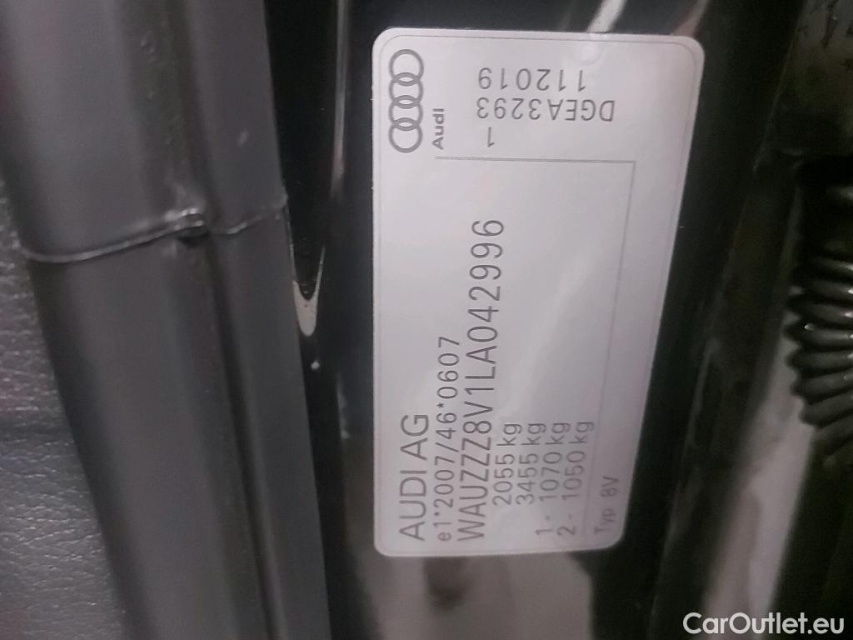 AUDI AG
e1*2007/46*0607
WAUZZZ8V1LA042996
2055 kg
3455 kg
1 - 1070 kg
2 - 1050 kg
Typ 8V
Audi
1
DGEA3293
112019
CarOutlet.eu